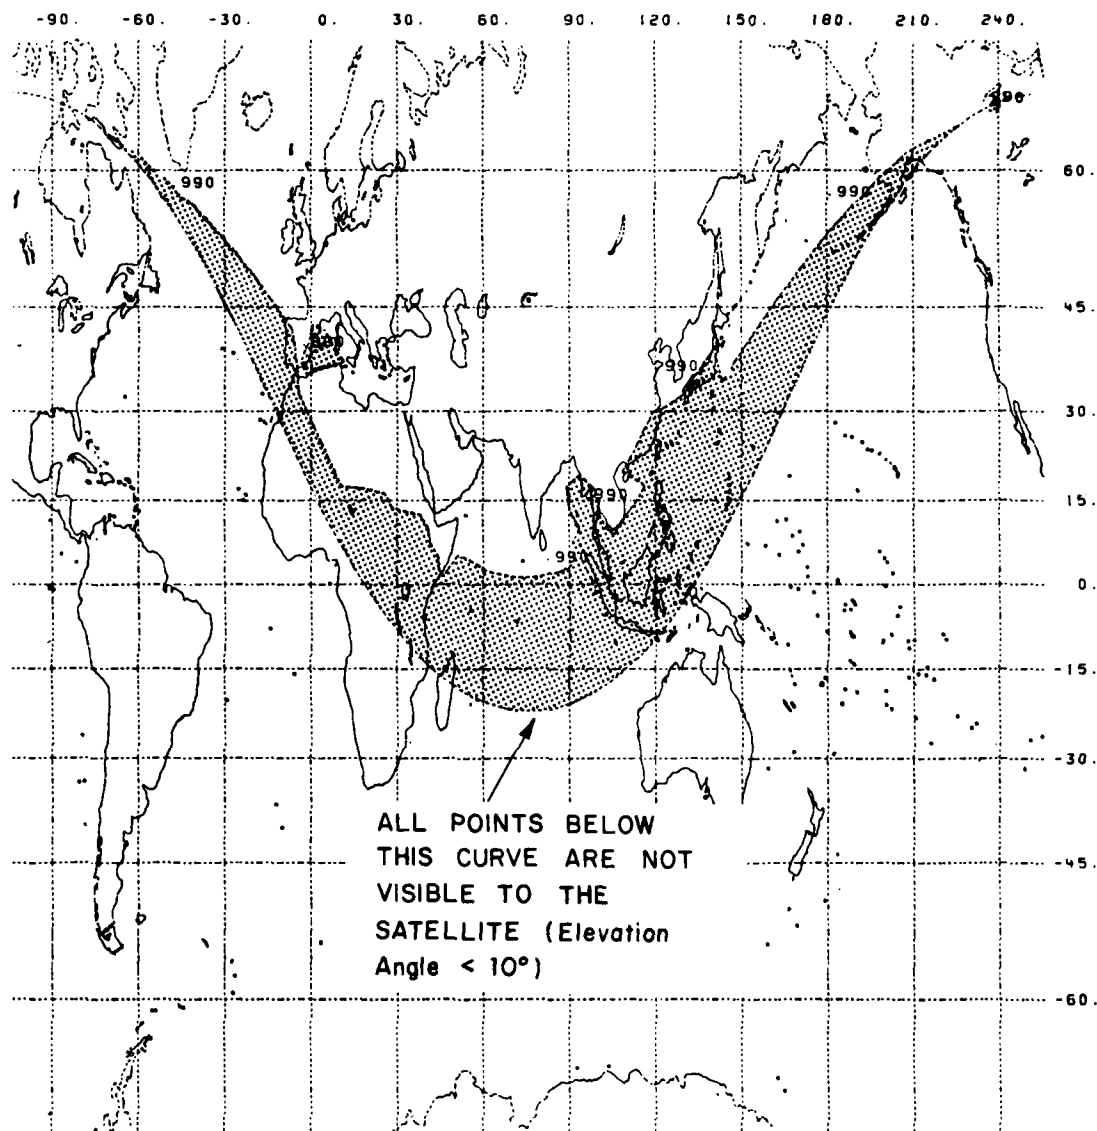 -90. -60. -30. 0. 30. 60. 90. 120. 150. 180. 210. 240.
990
990
60.
45.
990
30.
990
15.
990
0.
-15.
-30.
ALL POINTS BELOW
THIS CURVE ARE NOT
-45.
VISIBLE TO THE
SATELLITE (Elevation
Angle < 10°)
-60.